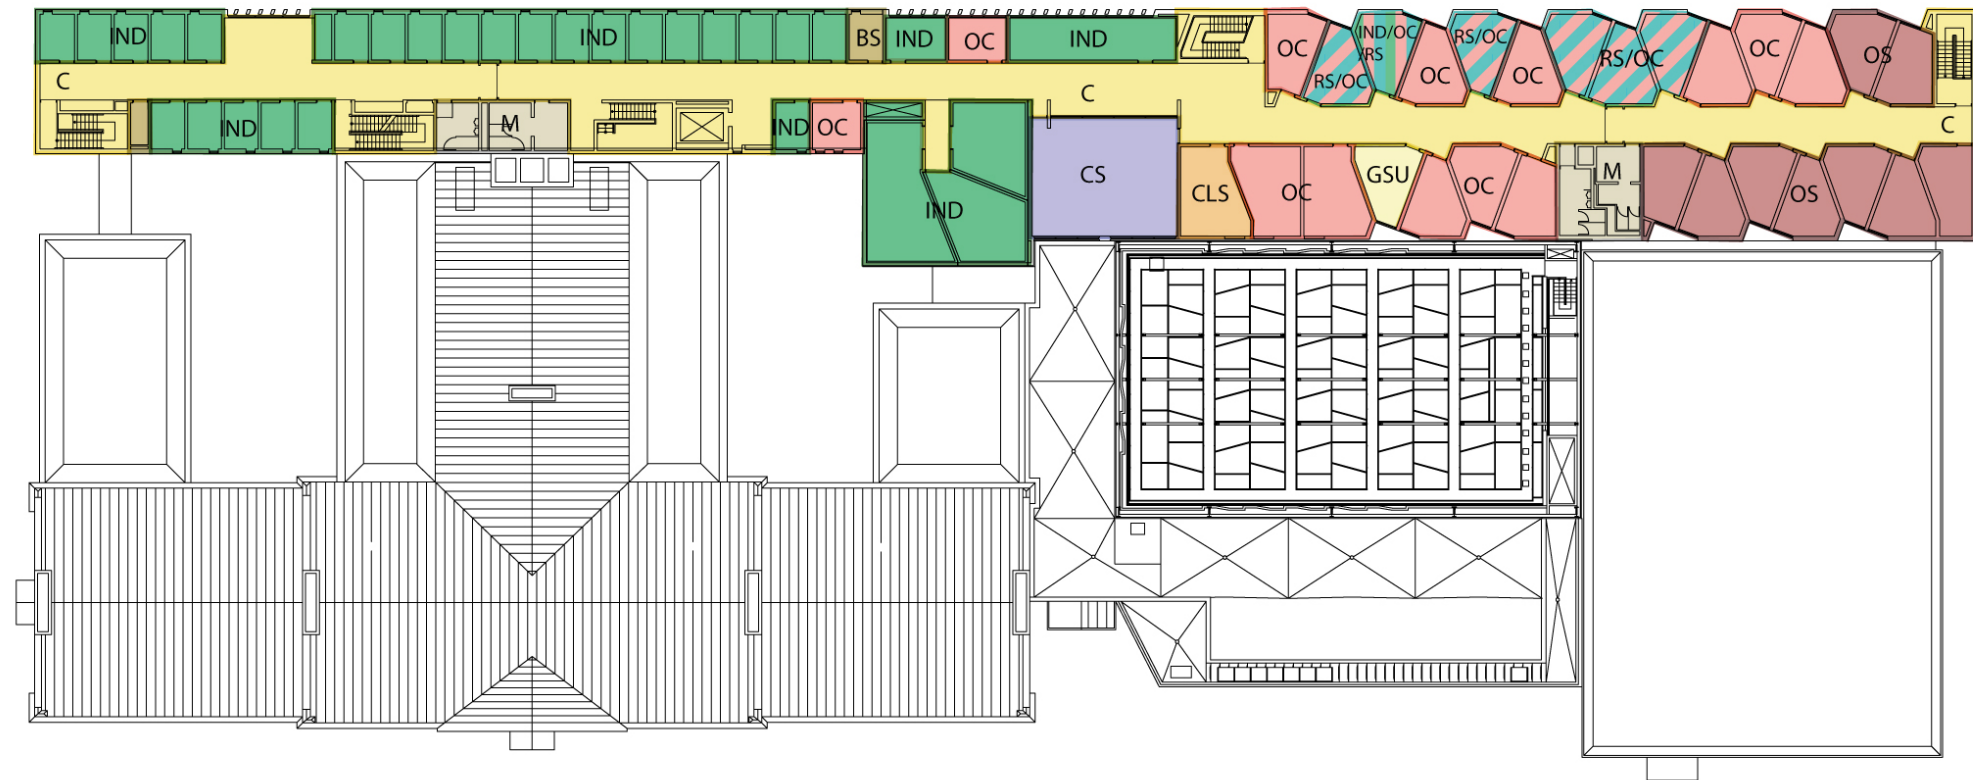 IND
IND
BS
IND
OC
IND
OC
RS/OC
IND/OC
/RS
OC
RS/OC
OC
RS/OC
OC
OS
C
C
C
IND
M
IND
OC
IND
CS
CLS
OC
GSU
OC
M
OS